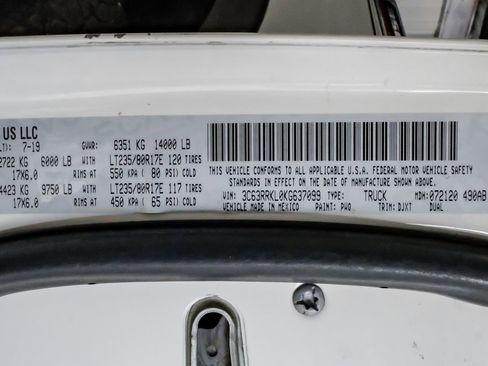 US LLC
7-19 GVWR: 6351 KG 14000 LB
2722 KG 6000 LB WITH LT235/80R17E 120 TIRES
17X6.0 RIMS AT 550 KPA ( 80 PSI) COLD
4423 KG 9750 LB WITH LT235/80R17E 117 TIRES
17X6.0 RIMS AT 450 KPA ( 65 PSI) COLD
THIS VEHICLE CONFORMS TO ALL APPLICABLE U.S.A. FEDERAL MOTOR VEHICLE
STANDARDS IN EFFECT ON THE DATE OF MANUFACTURE SHOWN ABOVE.
VIN: 3C63RRKL0KG637099 TYPE: TRUCK MDH: 072120 490AB
VEHICLE MADE IN MEXICO PAINT: PW0 TRIM: DJXT DUAL